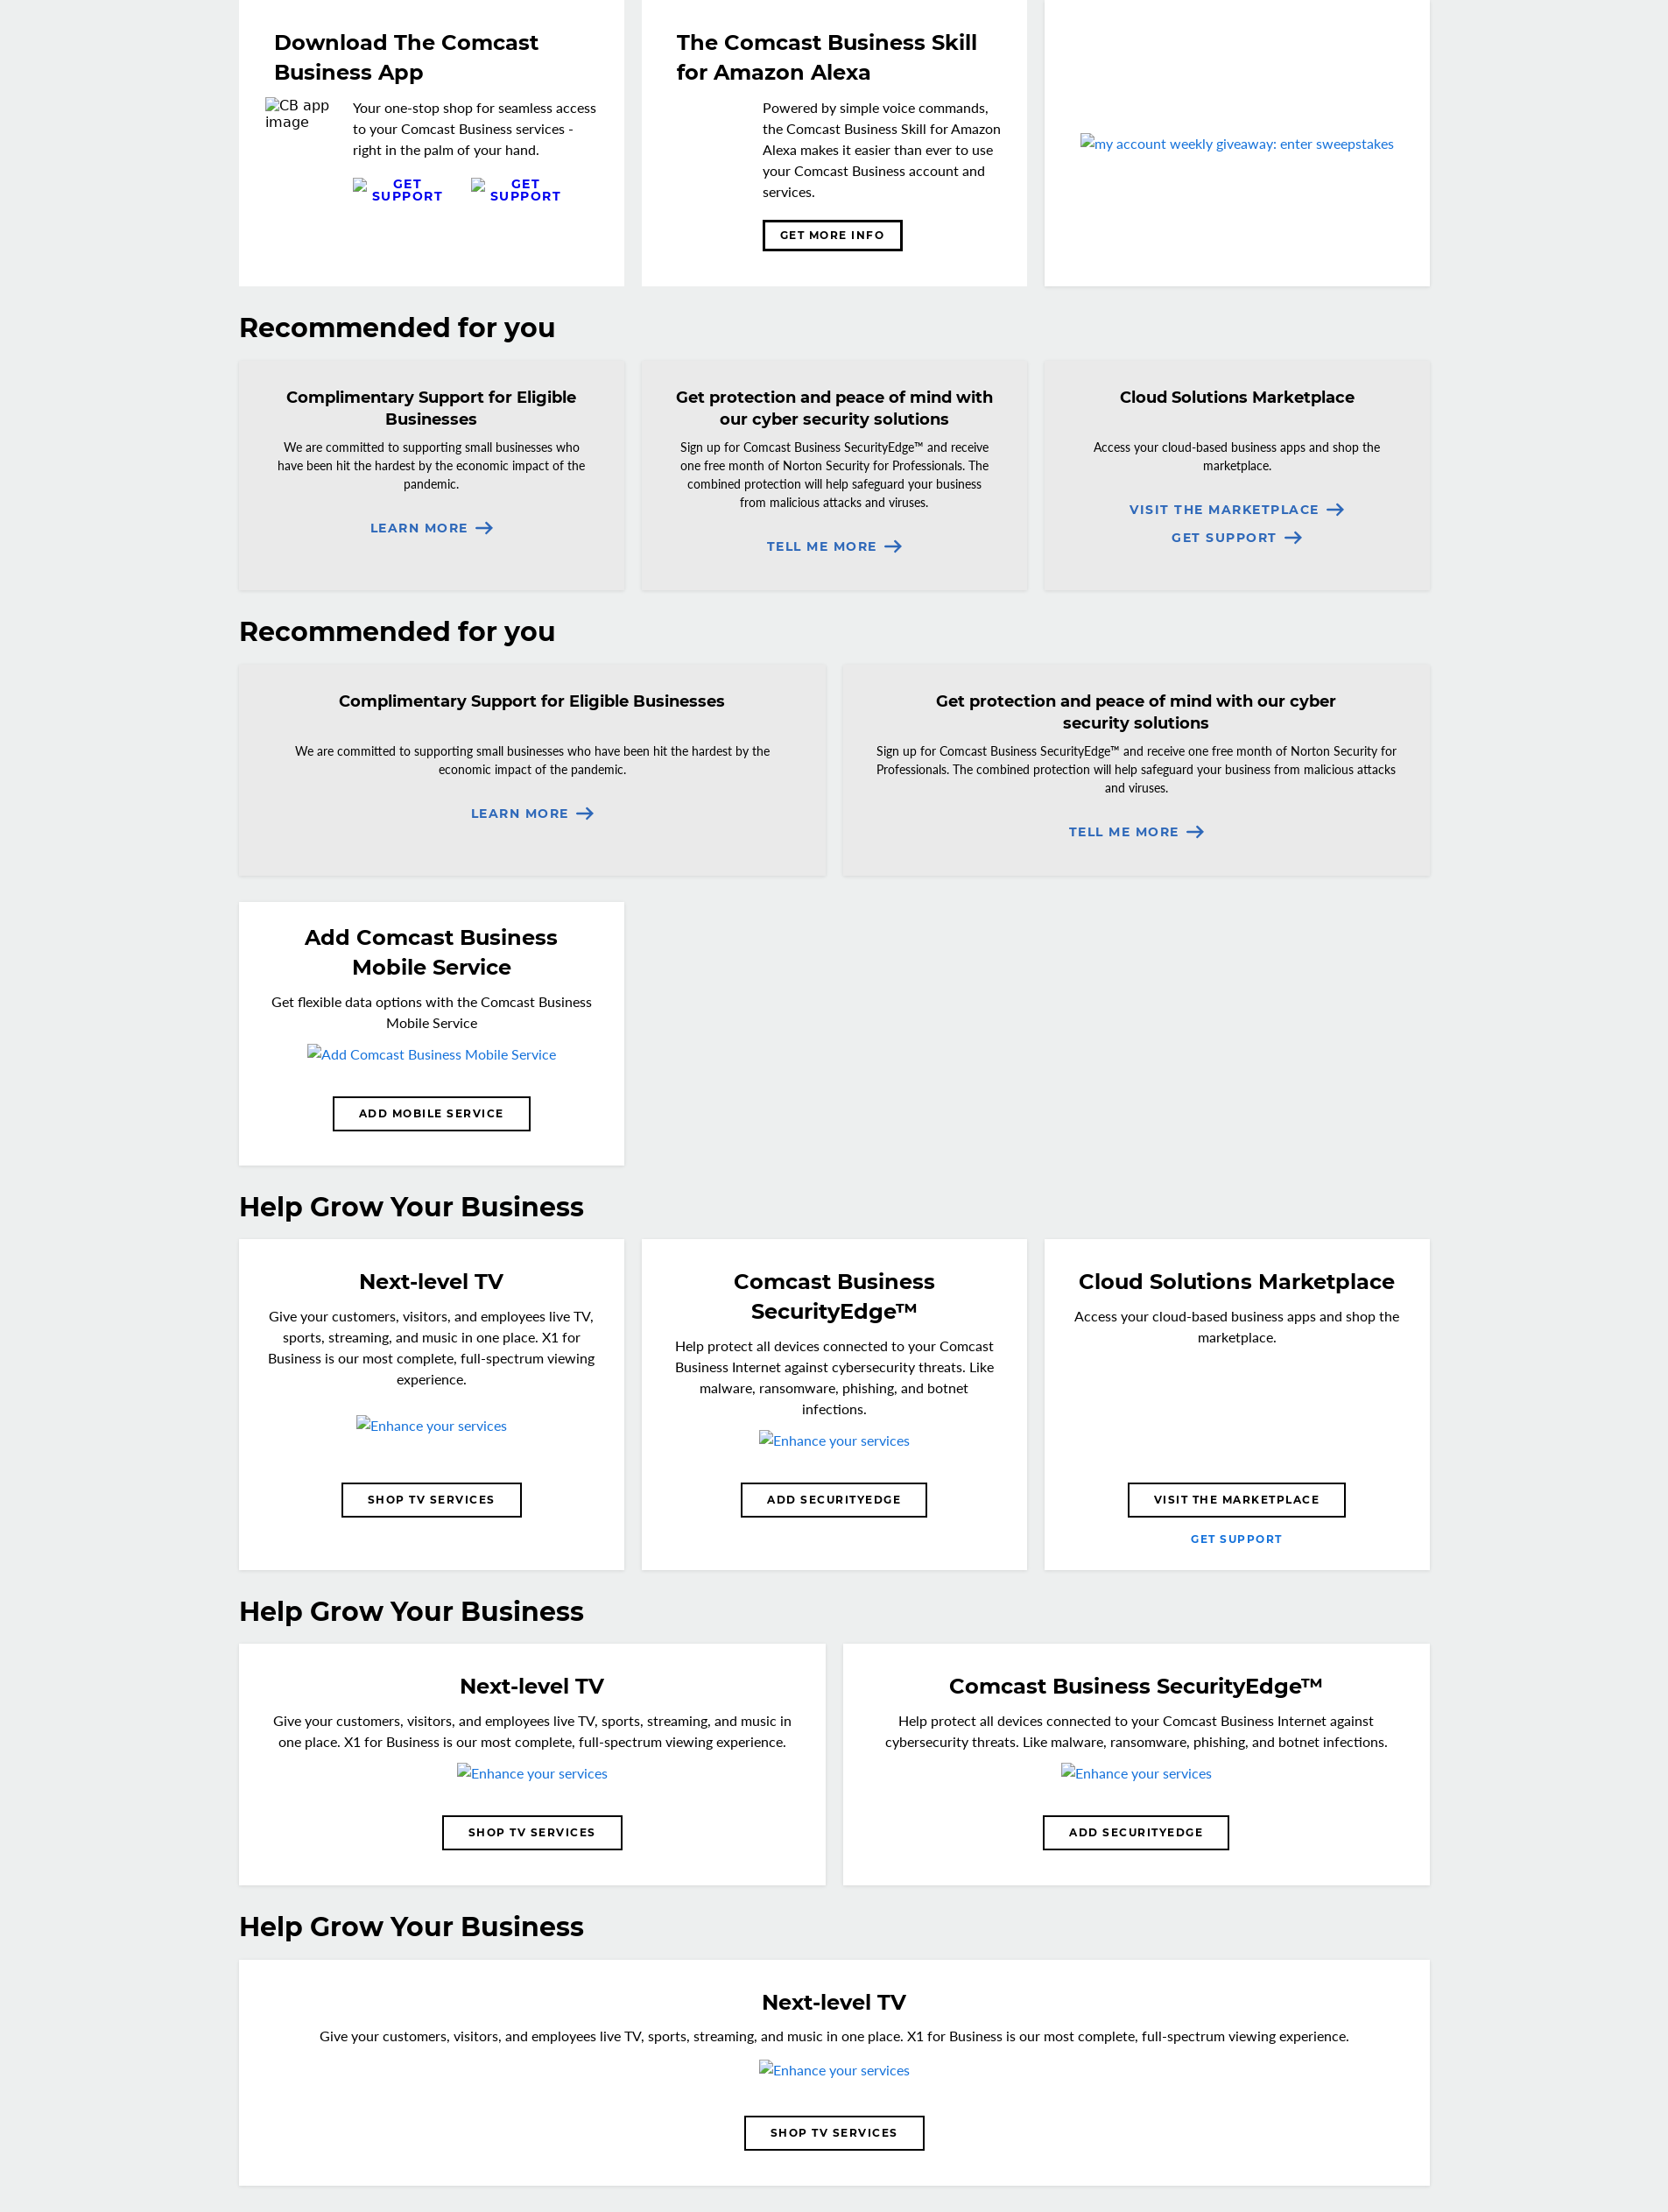 Download The Comcast
Business App
CB app
image
Your one-stop shop for seamless access
to your Comcast Business services -
right in the palm of your hand.
GET
SUPPORT
GET
SUPPORT
The Comcast Business Skill
for Amazon Alexa
Powered by simple voice commands,
the Comcast Business Skill for Amazon
Alexa makes it easier than ever to use
your Comcast Business account and
services.
GET MORE INFO
my account weekly giveaway: enter sweepstakes
Recommended for you
Complimentary Support for Eligible
Businesses
We are committed to supporting small businesses who
have been hit the hardest by the economic impact of the
pandemic.
LEARN MORE
Get protection and peace of mind with
our cyber security solutions
Sign up for Comcast Business SecurityEdge™ and receive
one free month of Norton Security for Professionals. The
combined protection will help safeguard your business
from malicious attacks and viruses.
TELL ME MORE
Cloud Solutions Marketplace
Access your cloud-based business apps and shop the
marketplace.
VISIT THE MARKETPLACE
GET SUPPORT
Recommended for you
Complimentary Support for Eligible Businesses
We are committed to supporting small businesses who have been hit the hardest by the
economic impact of the pandemic.
LEARN MORE
Get protection and peace of mind with our cyber
security solutions
Sign up for Comcast Business SecurityEdge™ and receive one free month of Norton Security for
Professionals. The combined protection will help safeguard your business from malicious attacks
and viruses.
TELL ME MORE
Add Comcast Business
Mobile Service
Get flexible data options with the Comcast Business
Mobile Service
Add Comcast Business Mobile Service
ADD MOBILE SERVICE
Help Grow Your Business
Next-level TV
Give your customers, visitors, and employees live TV,
sports, streaming, and music in one place. X1 for
Business is our most complete, full-spectrum viewing
experience.
Enhance your services
SHOP TV SERVICES
Comcast Business
SecurityEdge™
Help protect all devices connected to your Comcast
Business Internet against cybersecurity threats. Like
malware, ransomware, phishing, and botnet
infections.
Enhance your services
ADD SECURITYEDGE
Cloud Solutions Marketplace
Access your cloud-based business apps and shop the
marketplace.
VISIT THE MARKETPLACE
GET SUPPORT
Help Grow Your Business
Next-level TV
Give your customers, visitors, and employees live TV, sports, streaming, and music in
one place. X1 for Business is our most complete, full-spectrum viewing experience.
Enhance your services
SHOP TV SERVICES
Comcast Business SecurityEdge™
Help protect all devices connected to your Comcast Business Internet against
cybersecurity threats. Like malware, ransomware, phishing, and botnet infections.
Enhance your services
ADD SECURITYEDGE
Help Grow Your Business
Next-level TV
Give your customers, visitors, and employees live TV, sports, streaming, and music in one place. X1 for Business is our most complete, full-spectrum viewing experience.
Enhance your services
SHOP TV SERVICES